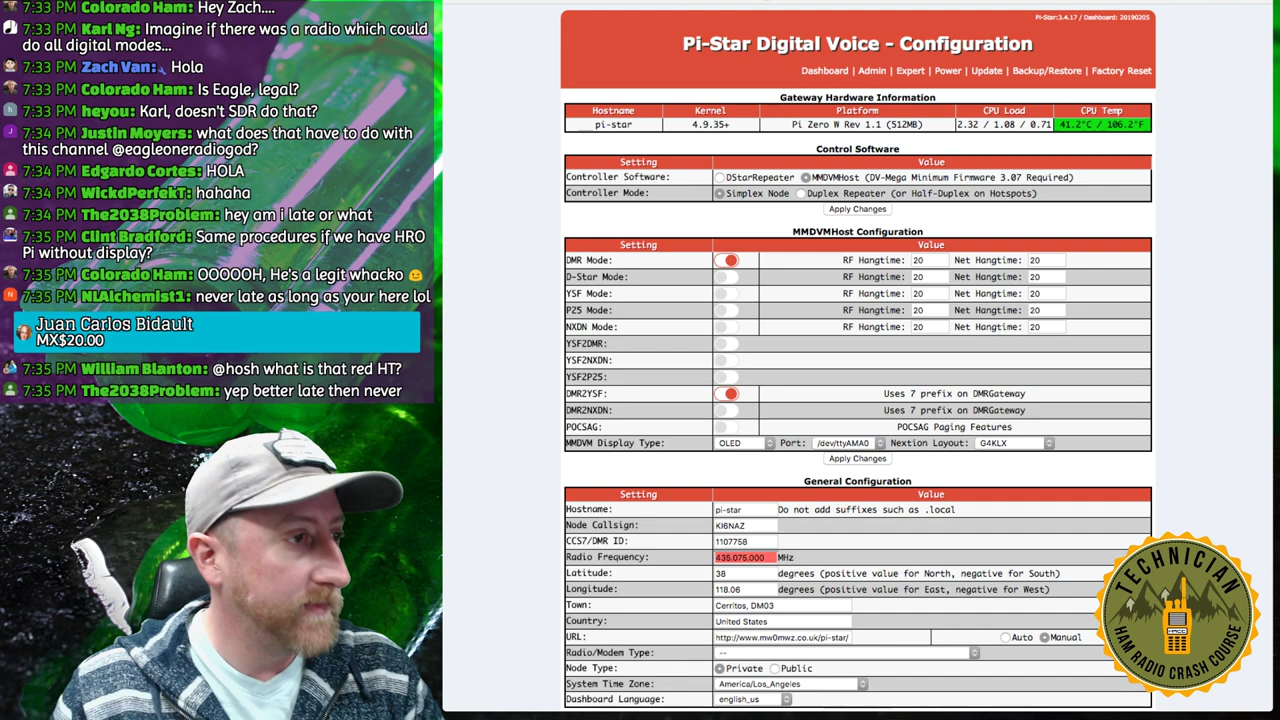 7:33 PM Colorado Ham: Hey Zach....
7:33 PM Karl Ng: Imagine if there was a radio which could
do all digital modes...
7:33 PM Zach Van: Hola
7:33 PM Colorado Ham: Is Eagle, legal?
7:33 PM heyou: Karl, doesn't SDR do that?
7:34 PM Justin Moyers: what does that have to do with
this channel @eagleoneradiogod?
7:34 PM Edgardo Cortes: HOLA
7:34 PM WickdPerfekT: hahaha
7:34 PM The2038Problem: hey am i late or what
7:35 PM Clint Bradford: Same procedures if we have HRO
Pi without display?
7:35 PM Colorado Ham: OOOOOH, He's a legit whacko
7:35 PM NLAlchemist1: never late as long as your here lol
Juan Carlos Bidault
MX$20.00
7:35 PM William Blanton: @hosh what is that red HT?
7:35 PM The2038Problem: yep better late then never
Pi-Star:3.4.17 / Dashboard: 20190205
Pi-Star Digital Voice - Configuration
Dashboard | Admin | Expert | Power | Update | Backup/Restore | Factory Reset
Gateway Hardware Information
Hostname Kernel Platform CPU Load CPU Temp
pi-star 4.9.35+ Pi Zero W Rev 1.1 (512MB) 2.32 / 1.08 / 0.71 41.2°C / 106.2°F
Control Software
Setting Value
Controller Software: DStarRepeater MMDVMHost (DV-Mega Minimum Firmware 3.07 Required)
Controller Mode: Simplex Node Duplex Repeater (or Half-Duplex on Hotspots)
Apply Changes
MMDVMHost Configuration
Setting Value
DMR Mode: RF Hangtime: 20 Net Hangtime: 20
D-Star Mode: RF Hangtime: 20 Net Hangtime: 20
YSF Mode: RF Hangtime: 20 Net Hangtime: 20
P25 Mode: RF Hangtime: 20 Net Hangtime: 20
NXDN Mode: RF Hangtime: 20 Net Hangtime: 20
YSF2DMR:
YSF2NXDN:
YSF2P25:
DMR2YSF: Uses 7 prefix on DMRGateway
DMR2NXDN: Uses 7 prefix on DMRGateway
POCSAG: POCSAG Paging Features
MMDVM Display Type: OLED Port: /dev/ttyAMA0 Nextion Layout: G4KLX
Apply Changes
General Configuration
Setting Value
Hostname: pi-star Do not add suffixes such as .local
Node Callsign: KI6NAZ
CCS7/DMR ID: 1107758
Radio Frequency: 435.075.000 MHz
Latitude: 38 degrees (positive value for North, negative for South)
Longitude: 118.06 degrees (positive value for East, negative for West)
Town: Cerritos, DM03
Country: United States
URL: http://www.mw0mwz.co.uk/pi-star/ Auto Manual
Radio/Modem Type: --
Node Type: Private Public
System Time Zone: America/Los_Angeles
Dashboard Language: english_us
TECHNICIAN
HAM RADIO CRASH COURSE